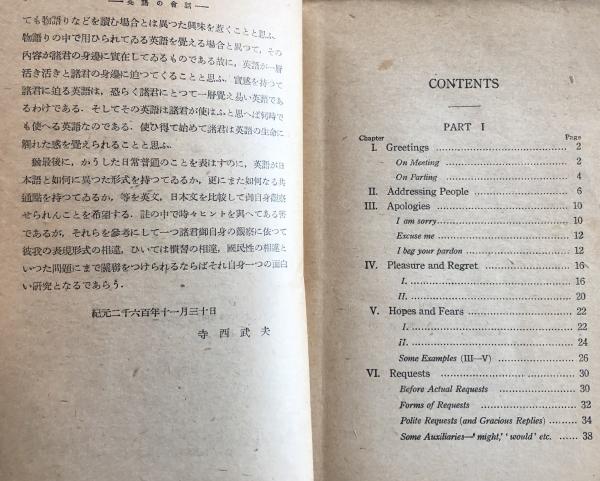 ── 英語の會話 ──
ても物語りなどを讀む場合とは異つた興味を惹くことと思ふ.
物語りの中で用ひられてゐる英語を覺える場合と異つて, その
內容が諸君の身邊に實在してゐるものである故に, 英語が一層
活き活きと諸君の身邊に迫つてくることと思ふ. 實感を持つて
諸君に迫る英語は, 恐らく諸君にとつて一層覺え易い英語であ
るわけである. そしてその英語は諸君が使はふと思へば何時で
も使へる英語なのである. 使ひ得て始めて諸君は英語の生命に
觸れた感を覺えられることと思ふ.
猶最後に, かうした日常普通のことを表はすのに, 英語が日
本語と如何に異つた形式を持つてゐるか, 更にまた如何なる共
通點を持つてゐるか, 等を英文, 日本文を比較して御自身觀察
せられんことを希望する. 註の中で時々ヒントを與へてある筈
であるが, それらを參考にして一つ諸君御自身の觀察に依つて
彼我の表現形式の相違, ひいては慣習の相違, 國民性の相違と
いつた問題にまで關聯をつけられるならばそれ自身一つの面白
い硏究となるであらう.
紀元二千六百年十一月三十日
寺西武夫
CONTENTS
PART I
Chapter Page
I. Greetings 2
On Meeting 2
On Parting 4
II. Addressing People 6
III. Apologies 10
I am sorry 10
Excuse me 12
I beg your pardon 12
IV. Pleasure and Regret 16
I. 16
II. 20
V. Hopes and Fears 22
I. 22
II. 24
Some Examples (III—V) 26
VI. Requests 30
Before Actual Requests 30
Forms of Requests 32
Polite Requests (and Gracious Replies) 34
Some Auxiliaries—'might,' 'would' etc. 38